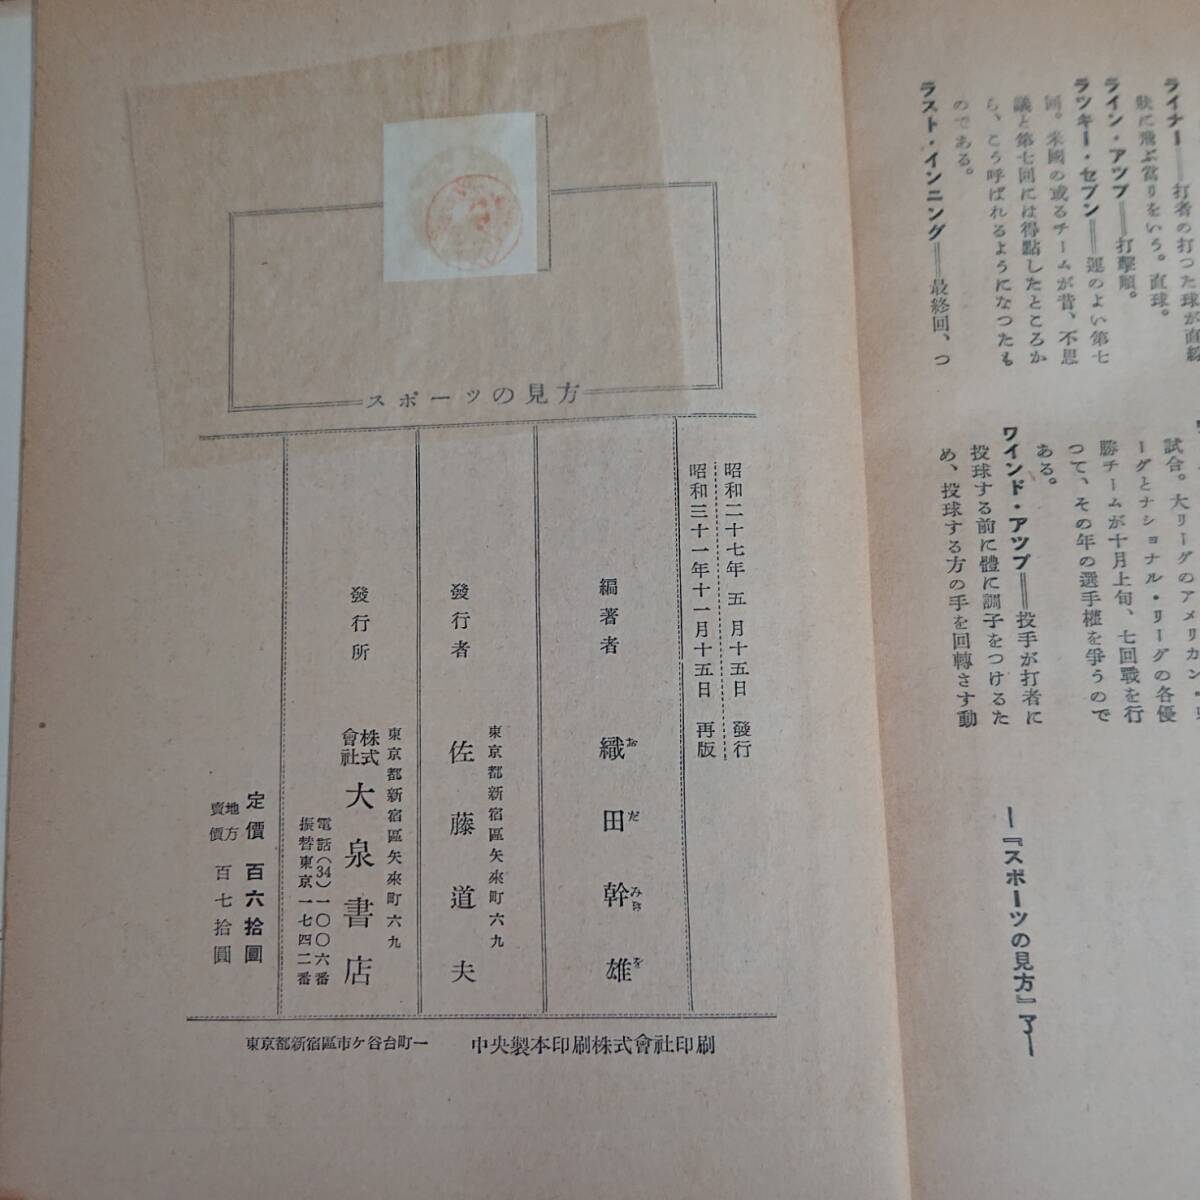 ライナー――打者の打つた球が直線
駄に飛ぶ當りをいう。直球。
ライン・アップ――打擊順。
ラツキー・セブン――運のよい第七
回。米國の或るチームが昔、不思
議と第七回には得點したところか
ら、こう呼ばれるようになつたも
のである。
ラスト・インニング――最終回、つ
試合。大リーグのアメリカン・
ーグとナショナル・リーグの各優
勝チームが十月上旬、七回戰を行
つて、その年の選手權を爭うので
ある。
ワインド・アップ――投手が打者に
投球する前に體に調子をつけるた
め、投球する方の手を回轉さす動
―『スポーツの見方』了―
スポーツの見方
昭和二十七年五月十五日 發行
昭和三十一年十一月十五日 再版
編著者 織田幹雄
おだみきを
東京都新宿區矢來町六九
發行者 佐藤道夫
東京都新宿區矢來町六九
發行所 株式會社 大泉書店
電話(34)一〇〇六番
振替東京一七四二番
定價 百六拾圓
地方賣價 百七拾圓
中央製本印刷株式會社印刷
東京都新宿區市ケ谷台町一